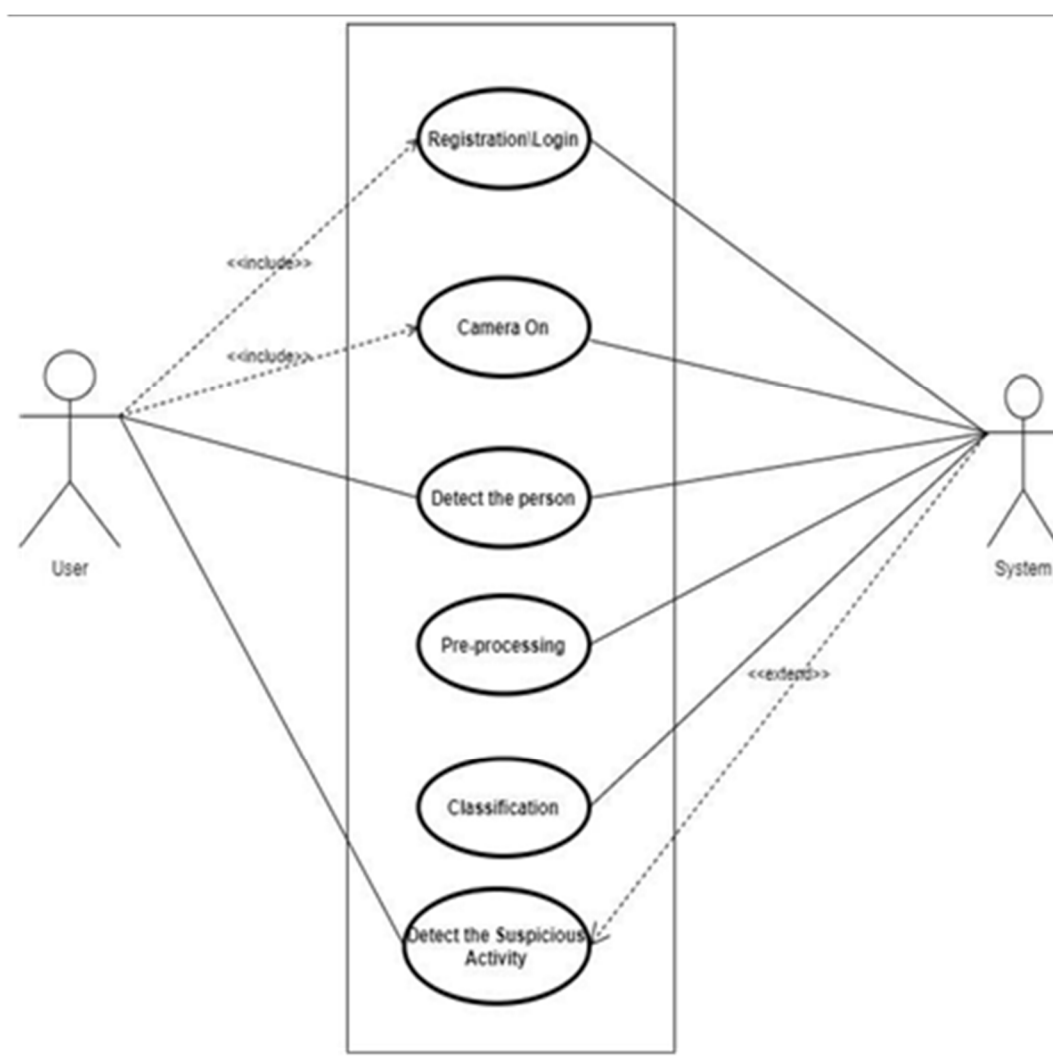 Registration\Login
<<include>>
Camera On
<<include>>
Detect the person
User
System
Pre-processing
<<extend>>
Classification
Detect the Suspicious
Activity